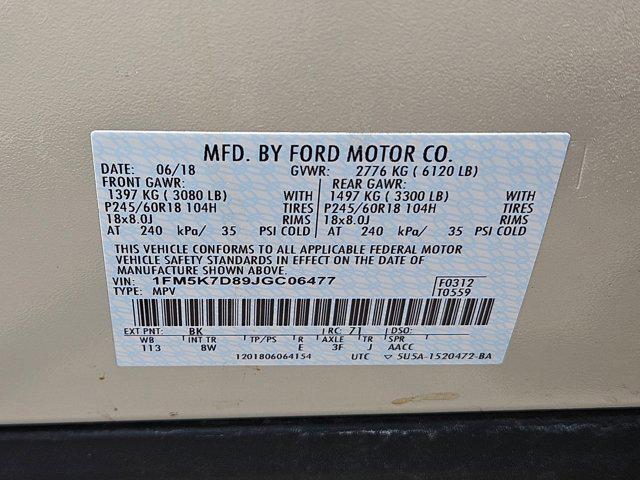 MFD. BY FORD MOTOR CO.
DATE: 06/18 GVWR: 2776 KG ( 6120 LB)
FRONT GAWR: REAR GAWR:
1397 KG ( 3080 LB) WITH 1497 KG ( 3300 LB) WITH
P245/60R18 104H TIRES P245/60R18 104H TIRES
18x8.0J RIMS 18x8.0J RIMS
AT 240 kPa/ 35 PSI COLD AT 240 kPa/ 35 PSI COLD
THIS VEHICLE CONFORMS TO ALL APPLICABLE FEDERAL MOTOR
VEHICLE SAFETY STANDARDS IN EFFECT ON THE DATE OF
MANUFACTURE SHOWN ABOVE.
VIN: 1FM5K7D89JGC06477 F0312
TYPE: MPV T0559
EXT PNT: BK RC: 71 DSO:
WB INT TR TP/PS R AXLE TR SPR
113 8W E 3F J AACC
1201806064154 UTC ▽ 5U5A-1520472-BA